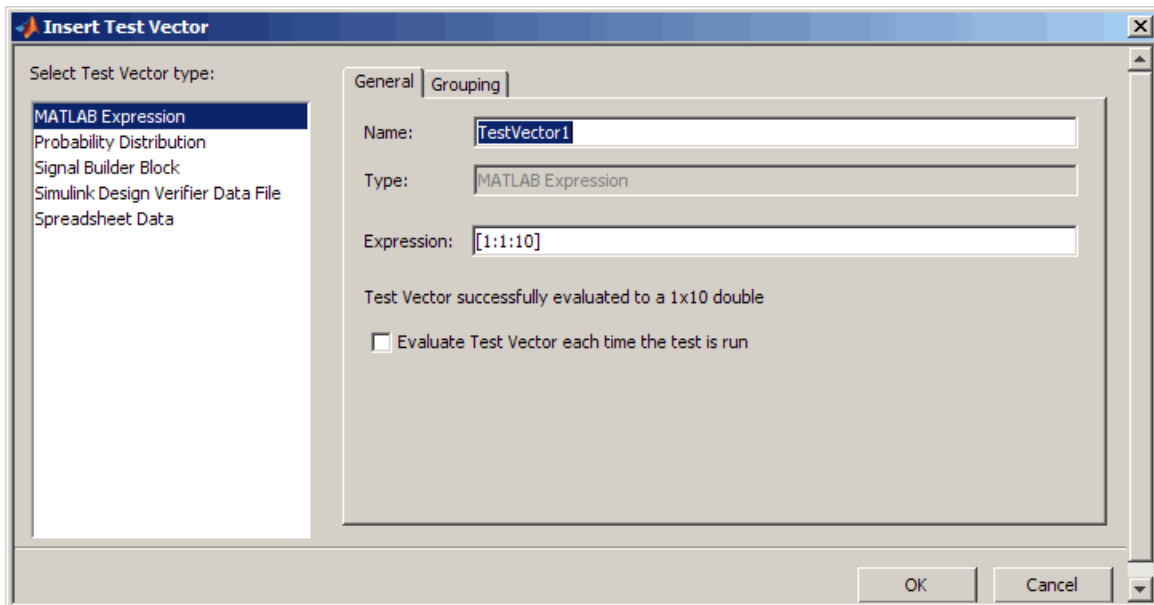 Insert Test Vector
Select Test Vector type:
MATLAB Expression
Probability Distribution
Signal Builder Block
Simulink Design Verifier Data File
Spreadsheet Data
General Grouping
Name: TestVector1
Type: MATLAB Expression
Expression: [1:1:10]
Test Vector successfully evaluated to a 1x10 double
Evaluate Test Vector each time the test is run
OK Cancel